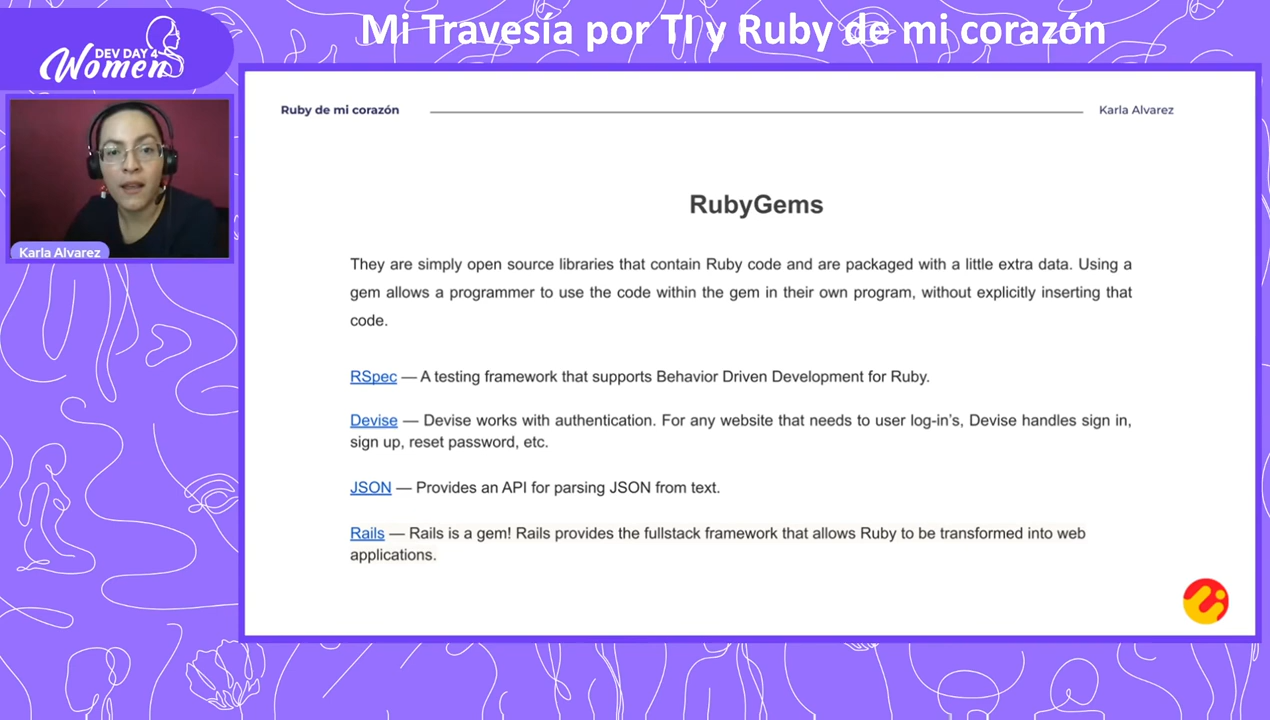 Mi Travesía por TI y Ruby de mi corazón
DEV DAY 4
Women
Karla Alvarez
Ruby de mi corazón
Karla Alvarez
RubyGems
They are simply open source libraries that contain Ruby code and are packaged with a little extra data. Using a
gem allows a programmer to use the code within the gem in their own program, without explicitly inserting that
code.
RSpec — A testing framework that supports Behavior Driven Development for Ruby.
Devise — Devise works with authentication. For any website that needs to user log-in’s, Devise handles sign in,
sign up, reset password, etc.
JSON — Provides an API for parsing JSON from text.
Rails — Rails is a gem! Rails provides the fullstack framework that allows Ruby to be transformed into web
applications.